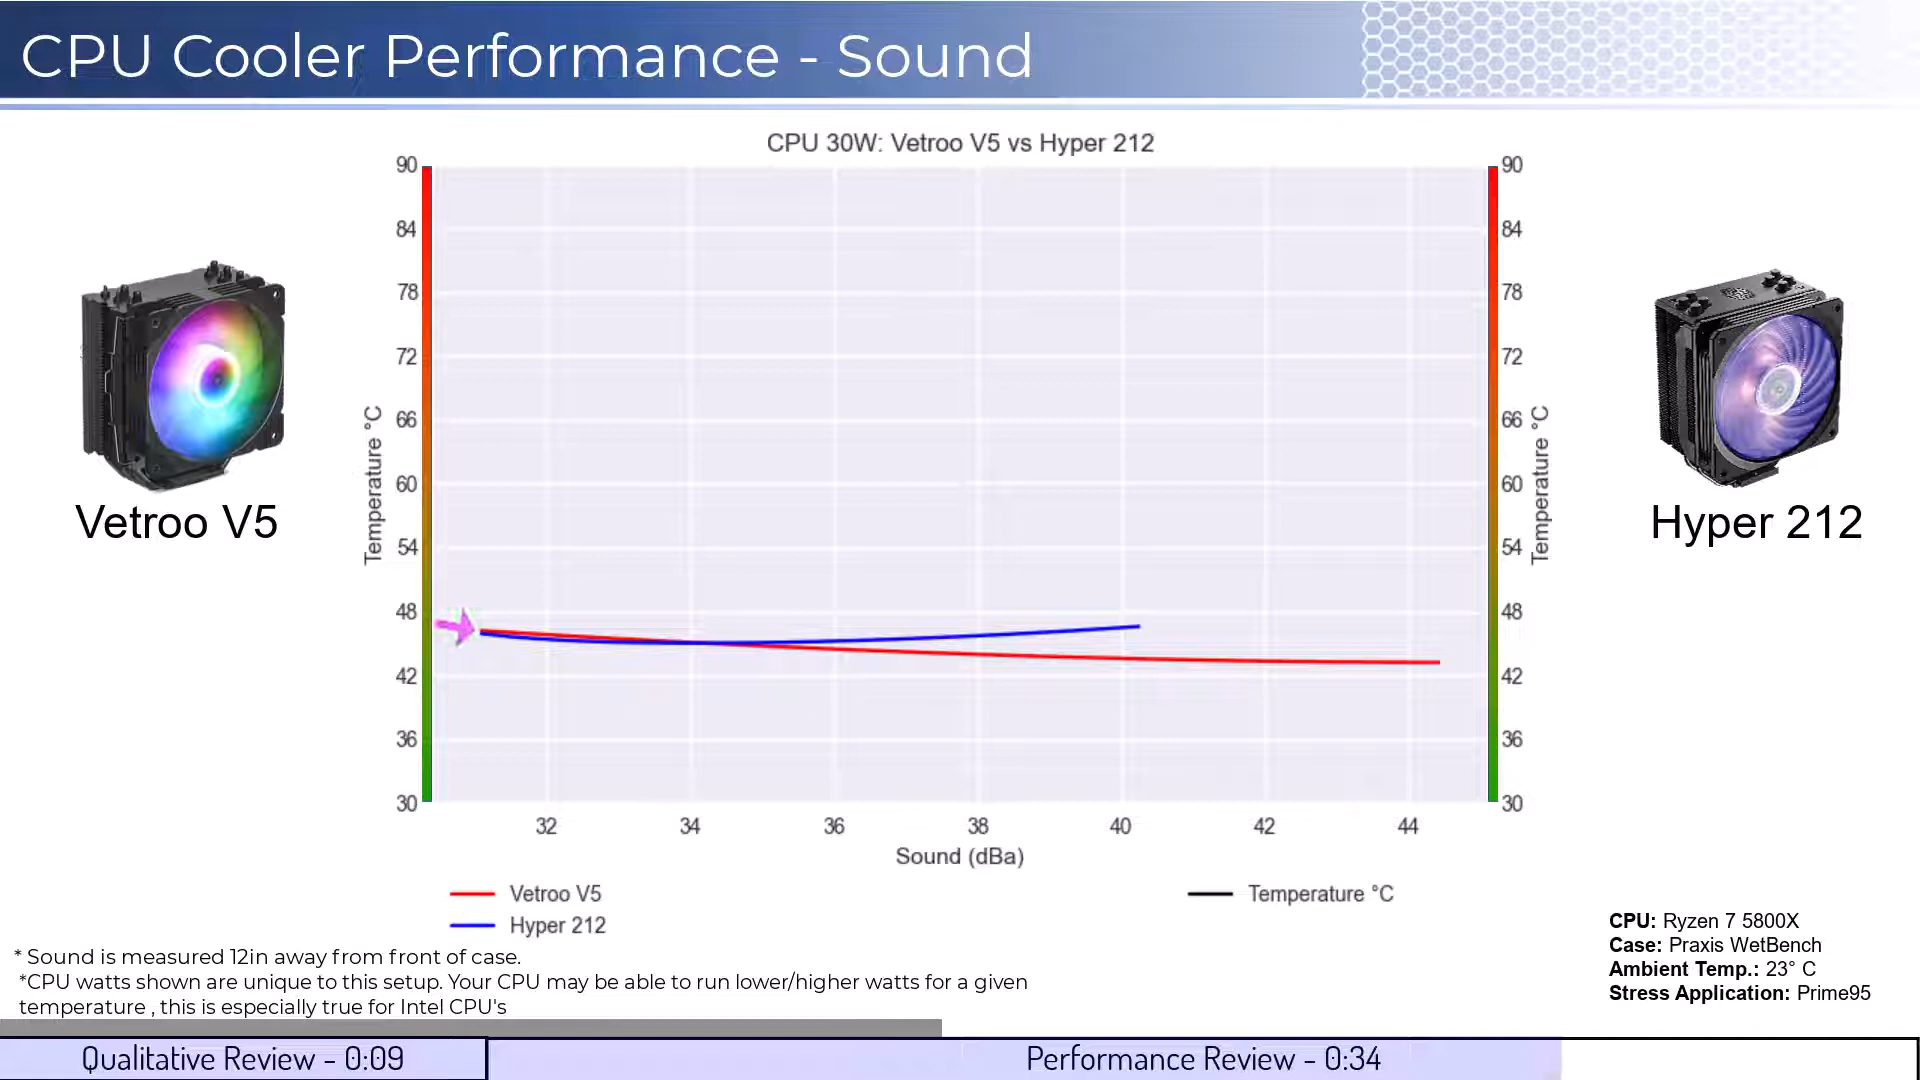 CPU Cooler Performance - Sound
CPU 30W: Vetroo V5 vs Hyper 212
90
84
78
72
66
60
54
48
42
36
30
Temperature °C
90
84
78
72
66
60
54
48
42
36
30
Temperature °C
Vetroo V5
Hyper 212
32 34 36 38 40 42 44
Sound (dBa)
Vetroo V5
Hyper 212
Temperature °C
CPU: Ryzen 7 5800X
Case: Praxis WetBench
Ambient Temp.: 23° C
Stress Application: Prime95
* Sound is measured 12in away from front of case.
*CPU watts shown are unique to this setup. Your CPU may be able to run lower/higher watts for a given
temperature , this is especially true for Intel CPU's
Qualitative Review - 0:09
Performance Review - 0:34